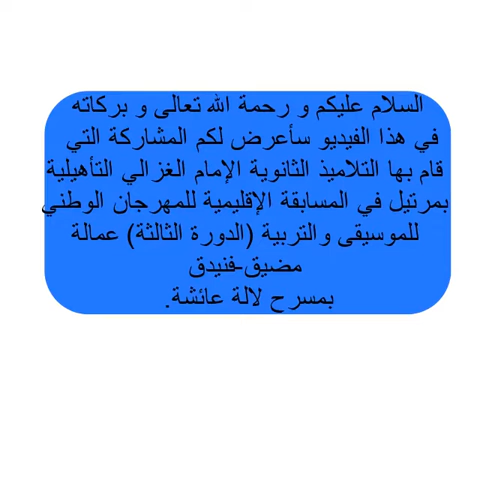 السلام عليكم و رحمة الله تعالى و بركاته
في هذا الفيديو سأعرض لكم المشاركة التي
قام بها التلاميذ الثانوية الإمام الغزالي التأهيلية
بمرتيل في المسابقة الإقليمية للمهرجان الوطني
للموسيقى والتربية (الدورة الثالثة) عمالة
مضيق-فنيدق
بمسرح لالة عائشة.